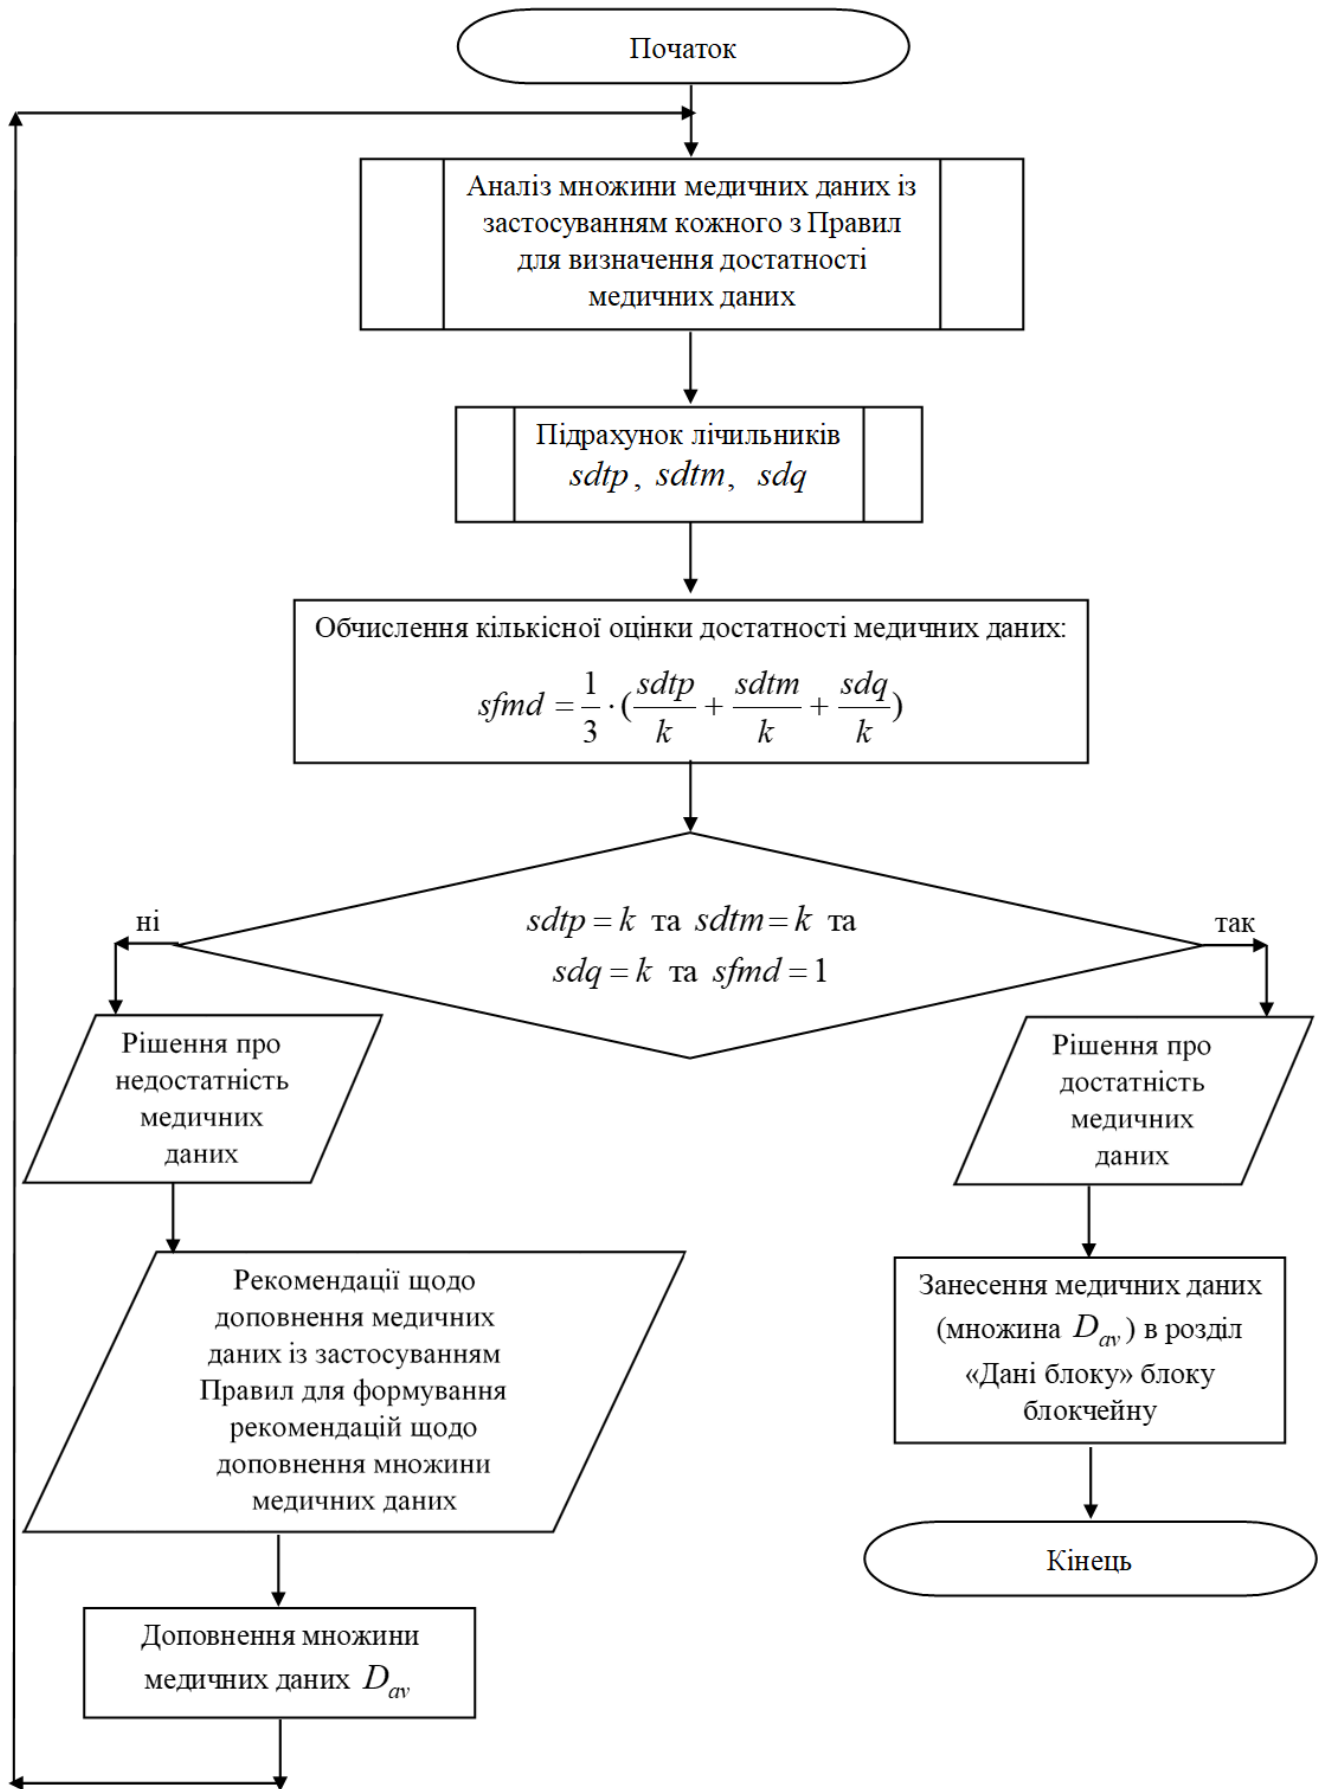 Початок
Аналіз множини медичних даних із
застосуванням кожного з Правил
для визначення достатності
медичних даних
Підрахунок лічильників
sdtp, sdtm, sdq
Обчислення кількісної оцінки достатності медичних даних:
sfmd = 1/3 · (sdtp/k + sdtm/k + sdq/k)
sdtp = k та sdtm = k та
sdq = k та sfmd = 1
ні
так
Рішення про
недостатність
медичних
даних
Рішення про
достатність
медичних
даних
Рекомендації щодо
доповнення медичних
даних із застосуванням
Правил для формування
рекомендацій щодо
доповнення множини
медичних даних
Занесення медичних даних
(множина D_av) в розділ
«Дані блоку» блоку
блокчейну
Доповнення множини
медичних даних D_av
Кінець